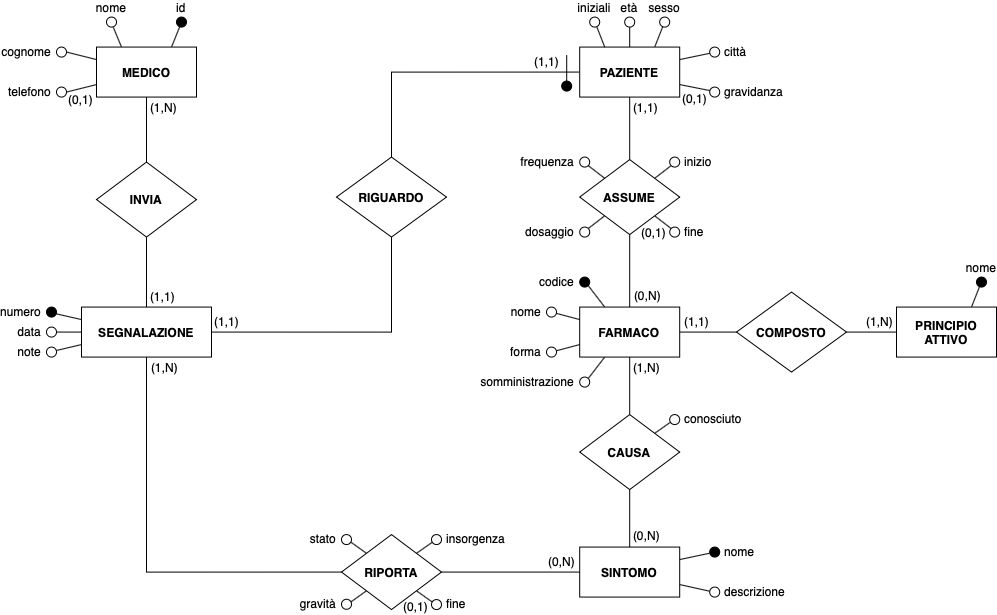 nome
id
cognome
MEDICO
telefono
(0,1)
(1,N)
INVIA
(1,1)
numero
data
note
SEGNALAZIONE
(1,1)
(1,N)
RIGUARDO
(1,1)
iniziali
età
sesso
PAZIENTE
città
gravidanza
(0,1)
(1,1)
frequenza
inizio
ASSUME
dosaggio
(0,1)
fine
(0,N)
codice
nome
forma
somministrazione
FARMACO
(1,1)
COMPOSTO
(1,N)
nome
PRINCIPIO
ATTIVO
(1,N)
conosciuto
CAUSA
(0,N)
stato
insorgenza
RIPORTA
gravità
(0,1)
fine
(0,N)
SINTOMO
nome
descrizione